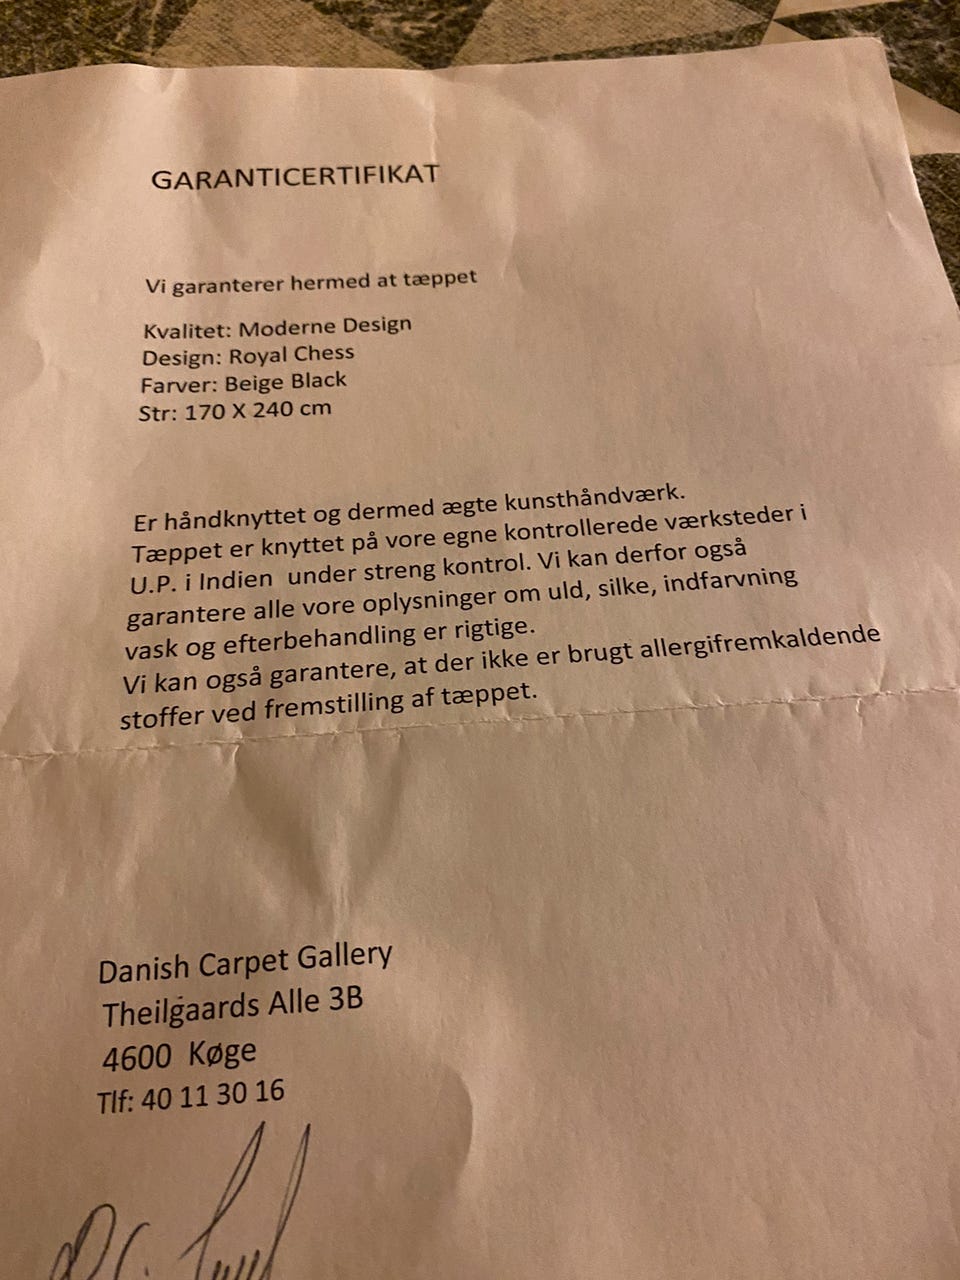 GARANTICERTIFIKAT
Vi garanterer hermed at tæppet
Kvalitet: Moderne Design
Design: Royal Chess
Farver: Beige Black
Str: 170 X 240 cm
Er håndknyttet og dermed ægte kunsthåndværk.
Tæppet er knyttet på vore egne kontrollerede værksteder i
U.P. i Indien under streng kontrol. Vi kan derfor også
garantere alle vore oplysninger om uld, silke, indfarvning
vask og efterbehandling er rigtige.
Vi kan også garantere, at der ikke er brugt allergifremkaldende
stoffer ved fremstilling af tæppet.
Danish Carpet Gallery
Theilgaards Alle 3B
4600 Køge
Tlf: 40 11 30 16